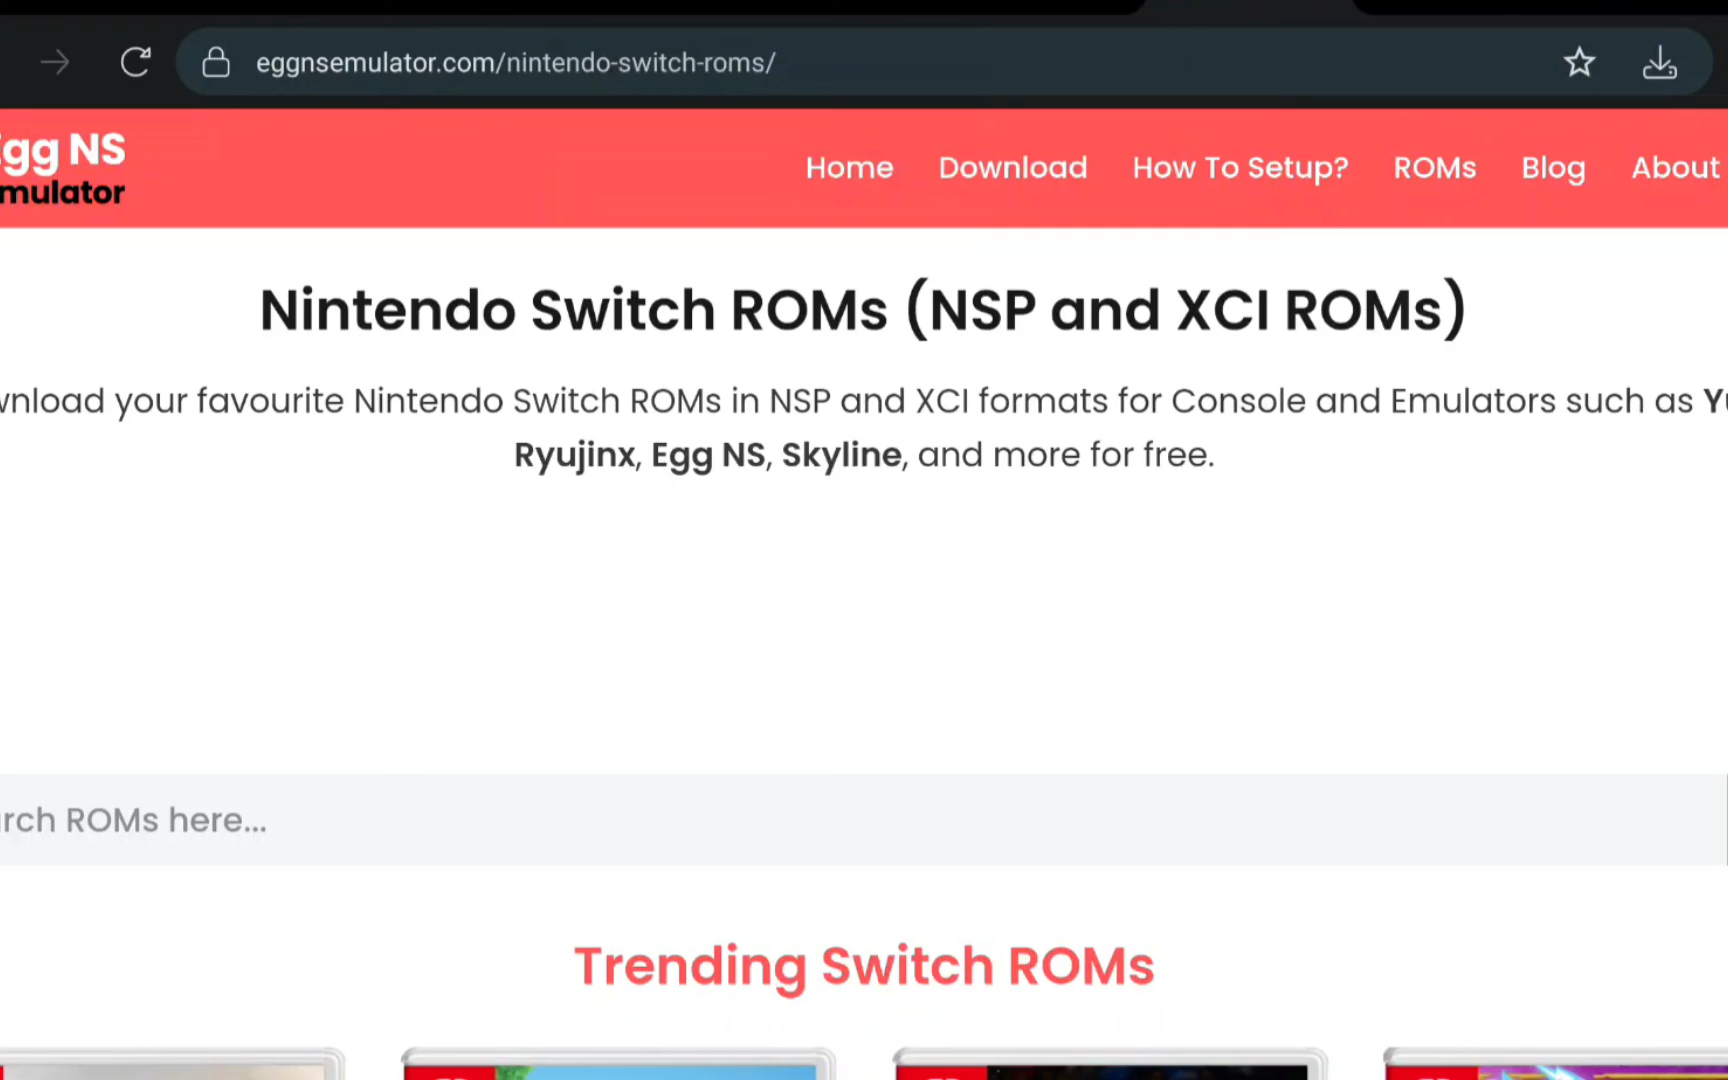 eggnsemulator.com/nintendo-switch-roms/
Egg NS
Emulator
Home Download How To Setup? ROMs Blog About
Nintendo Switch ROMs (NSP and XCI ROMs)
wnload your favourite Nintendo Switch ROMs in NSP and XCI formats for Console and Emulators such as
Ryujinx, Egg NS, Skyline, and more for free.
rch ROMs here...
Trending Switch ROMs